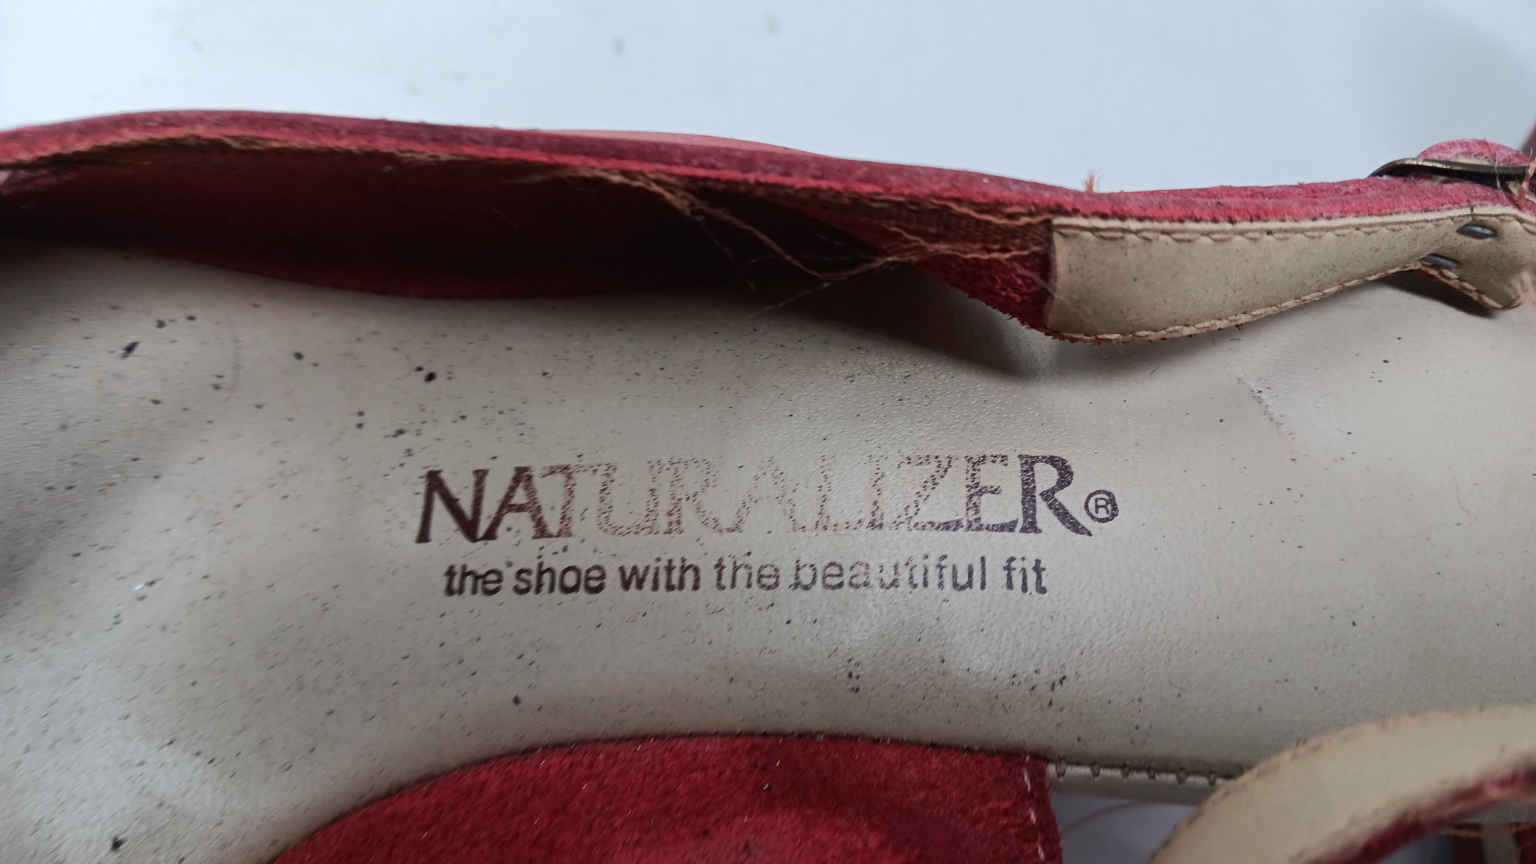 NATURALIZER®
the shoe with the beautiful fit